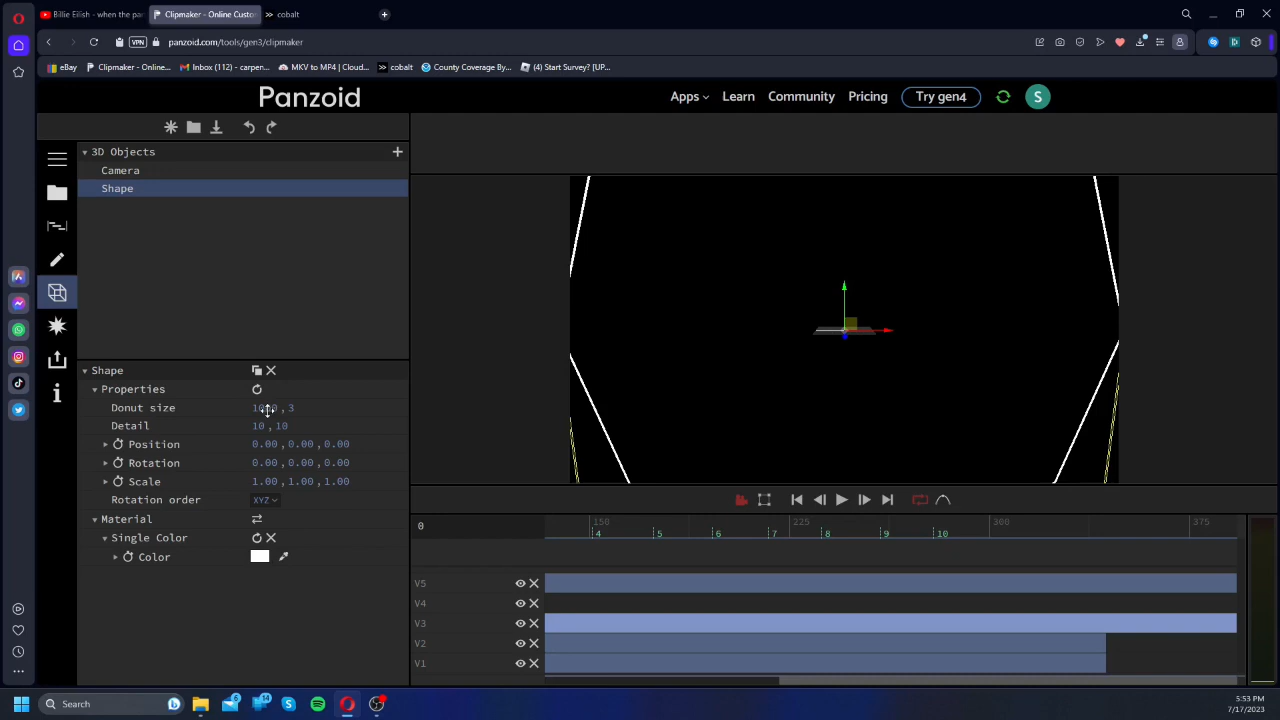 Billie Eilish - when the pa
Clipmaker - Online Custo
cobalt
VPN
panzoid.com/tools/gen3/clipmaker
eBay
Clipmaker - Online...
Inbox (112) - carpen...
MKV to MP4 | Cloud...
cobalt
County Coverage By...
(4) Start Survey? [UP...
Panzoid
Apps
Learn
Community
Pricing
Try gen4
S
3D Objects
Camera
Shape
Shape
Properties
Donut size , 3
Detail 10 , 10
Position 0.00 , 0.00 , 0.00
Rotation 0.00 , 0.00 , 0.00
Scale 1.00 , 1.00 , 1.00
Rotation order XYZ
Material
Single Color
Color
0
150 225 300 375
4 5 6 7 8 9 10
V5
V4
V3
V2
V1
Search
5:53 PM
7/17/2023